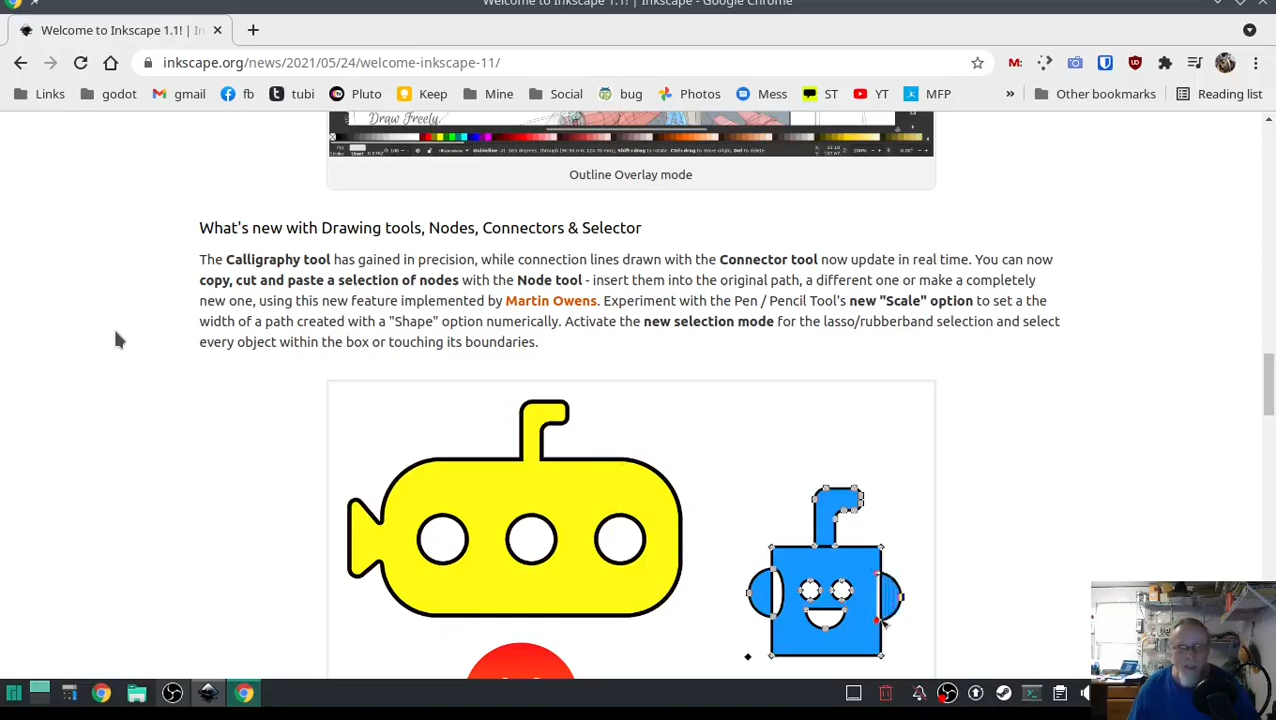 Welcome to Inkscape 1.1! | Inkscape - Google Chrome
Welcome to Inkscape 1.1! | In
inkscape.org/news/2021/05/24/welcome-inkscape-11/
Links godot gmail fb tubi Pluto Keep Mine Social bug Photos Mess ST YT MFP » Other bookmarks Reading list
Draw Freely
Outline Overlay mode
What's new with Drawing tools, Nodes, Connectors & Selector
The Calligraphy tool has gained in precision, while connection lines drawn with the Connector tool now update in real time. You can now
copy, cut and paste a selection of nodes with the Node tool - insert them into the original path, a different one or make a completely
new one, using this new feature implemented by Martin Owens. Experiment with the Pen / Pencil Tool's new "Scale" option to set a the
width of a path created with a "Shape" option numerically. Activate the new selection mode for the lasso/rubberband selection and select
every object within the box or touching its boundaries.